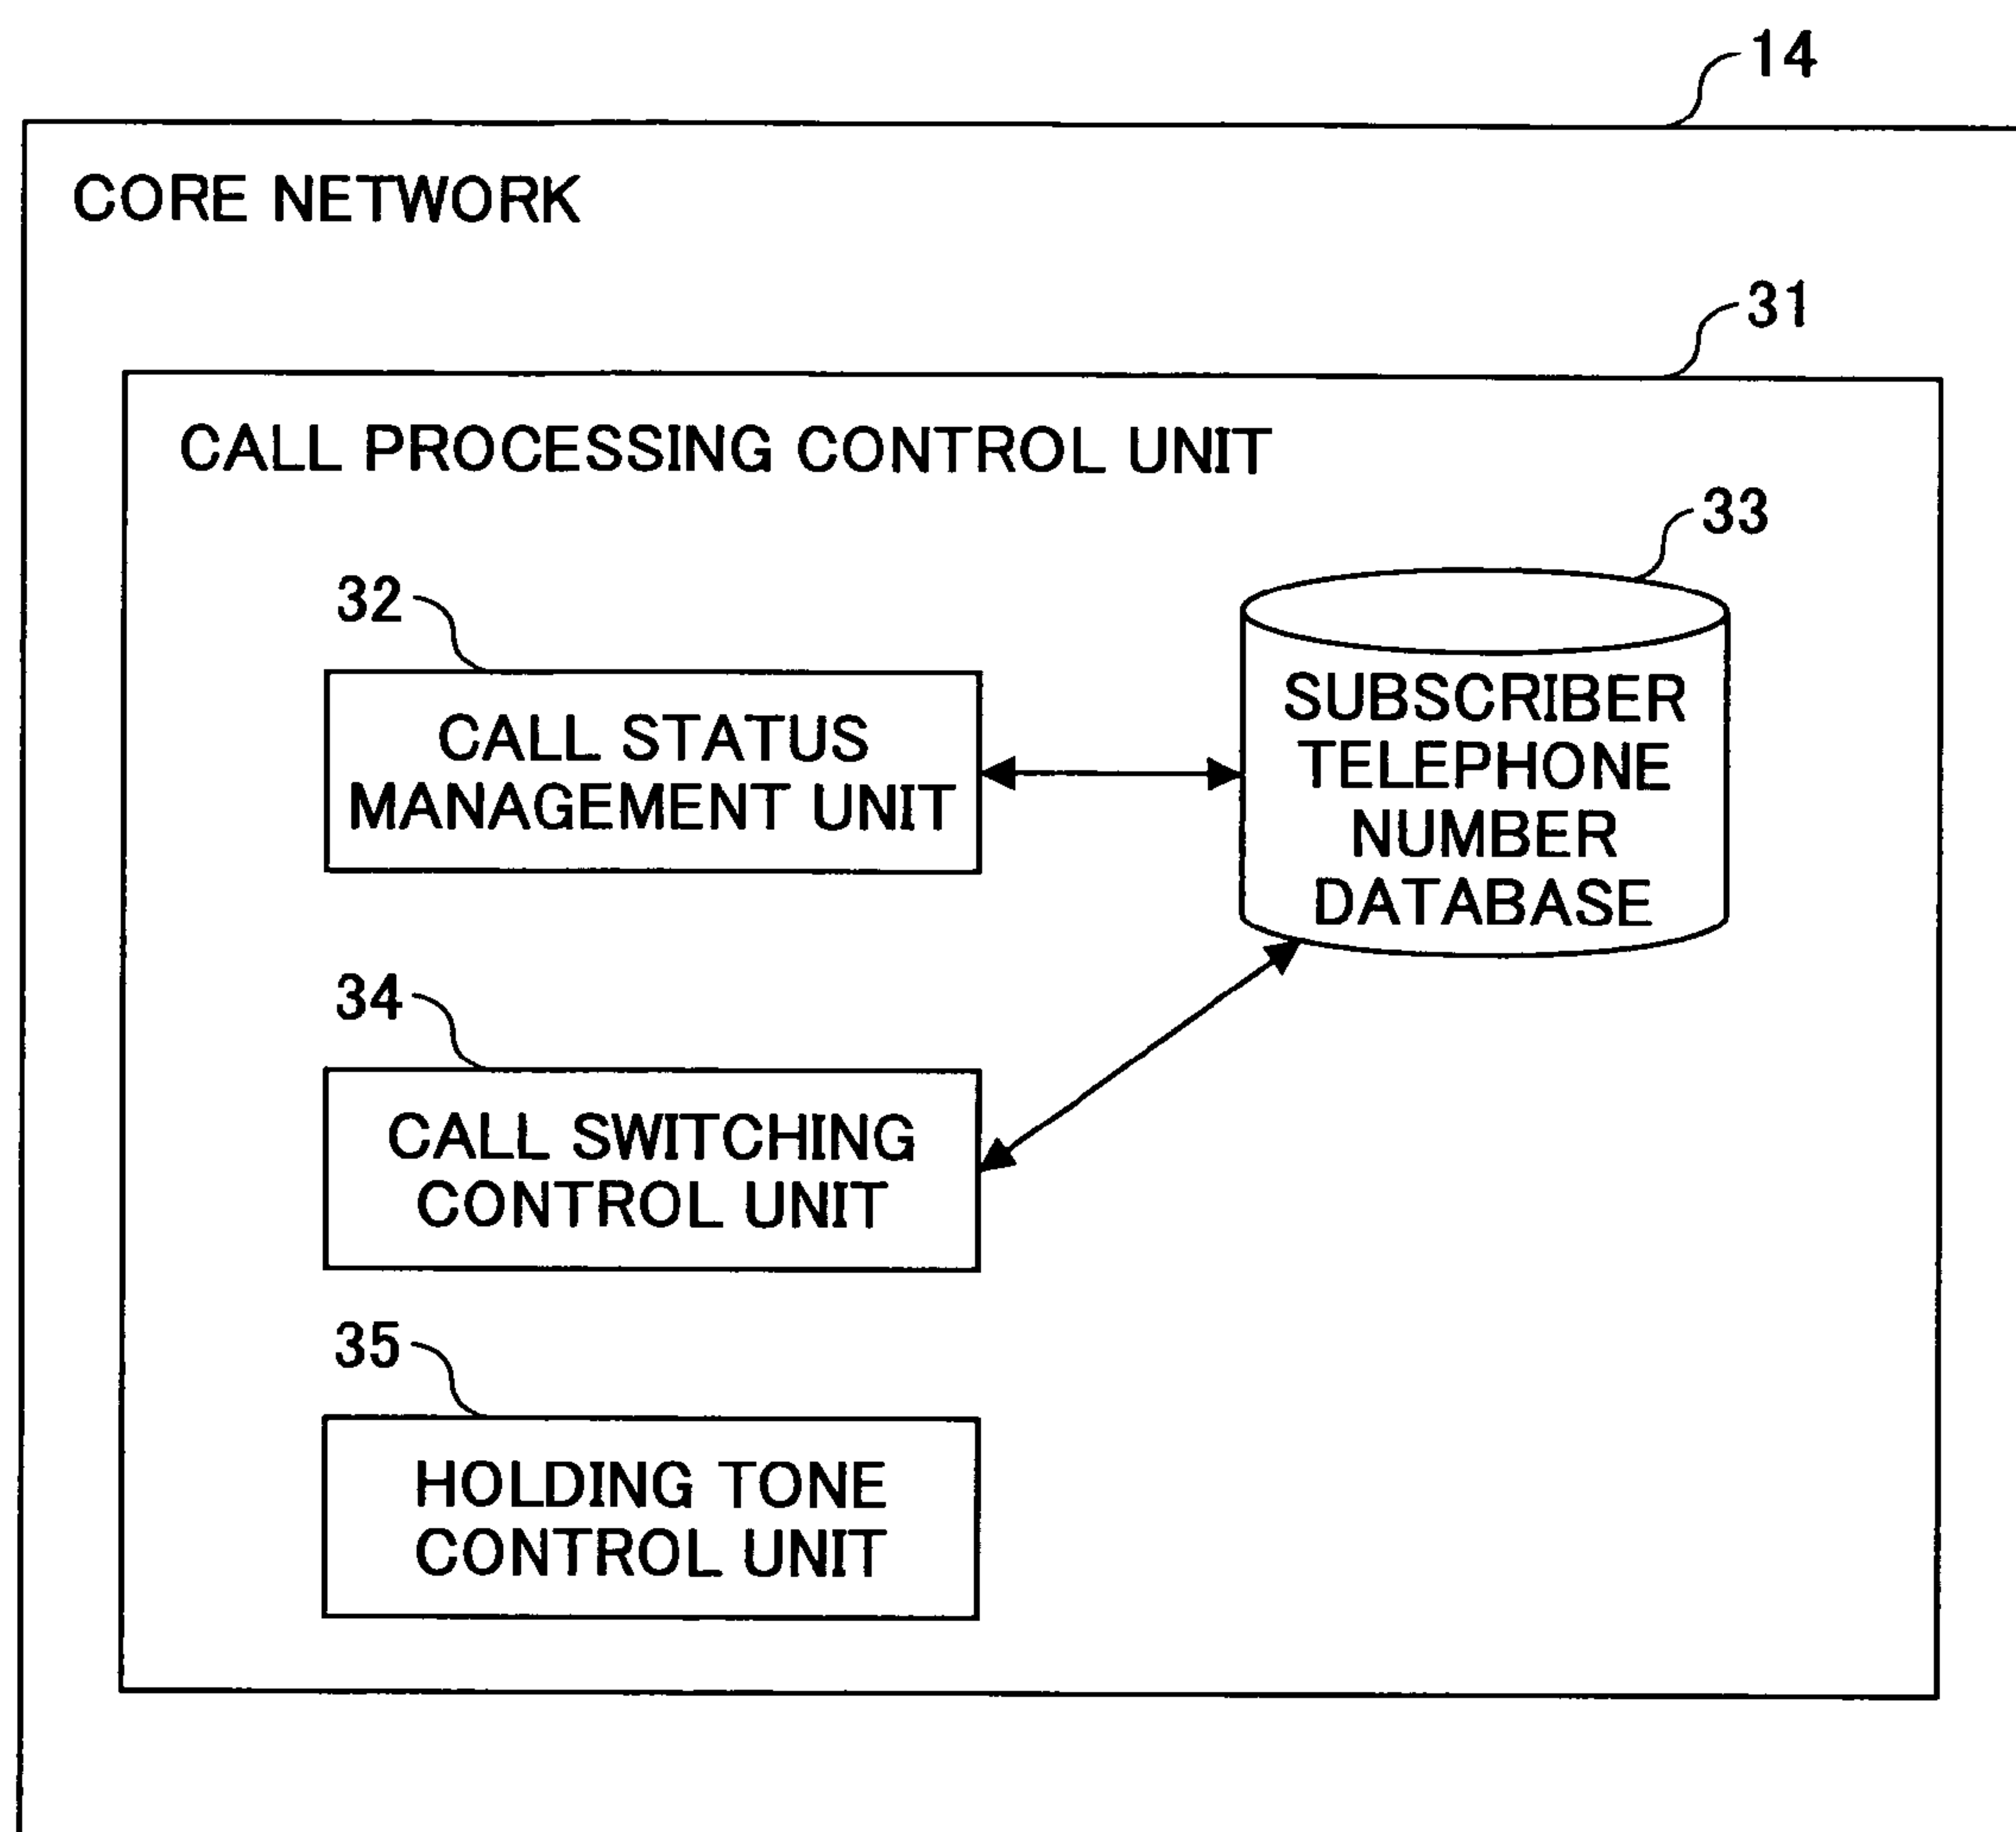 14
CORE NETWORK
31
CALL PROCESSING CONTROL UNIT
33
32
CALL STATUS
MANAGEMENT UNIT
SUBSCRIBER
TELEPHONE
NUMBER
DATABASE
34
CALL SWITCHING
CONTROL UNIT
35
HOLDING TONE
CONTROL UNIT